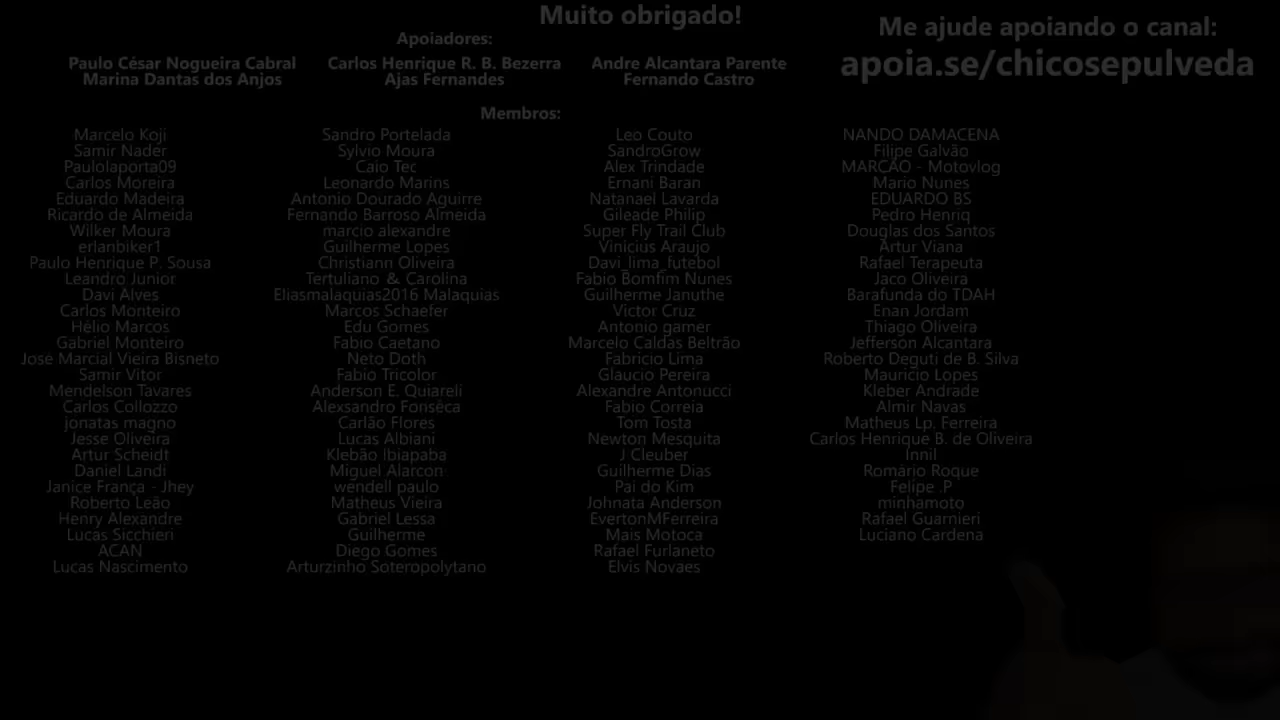 Muito obrigado!
Me ajude apoiando o canal:
apoia.se/chicosepulveda
Apoiadores:
Paulo César Nogueira Cabral
Marina Dantas dos Anjos
Carlos Henrique R. B. Bezerra
Ajas Fernandes
Andre Alcantara Parente
Fernando Castro
Membros:
Marcelo Koji
Samir Nader
Paulolaporta09
Carlos Moreira
Eduardo Madeira
Ricardo de Almeida
Wilker Moura
erlanbiker1
Paulo Henrique P. Sousa
Leandro Junior
Davi Alves
Carlos Monteiro
Hélio Marcos
Gabriel Monteiro
José Marcial Vieira Bisneto
Samir Vitor
Mendelson Tavares
Carlos Collozzo
jonatas magno
Jesse Oliveira
Artur Scheidt
Daniel Landi
Janice França - Jhey
Roberto Leão
Henry Alexandre
Lucas Sicchieri
ACAN
Lucas Nascimento
Sandro Portelada
Sylvio Moura
Caio Tec
Leonardo Marins
Antonio Dourado Aguirre
Fernando Barroso Almeida
marcio alexandre
Guilherme Lopes
Christiann Oliveira
Tertuliano & Carolina
Eliasmalaquias2016 Malaquias
Marcos Schaefer
Edu Gomes
Fabio Caetano
Neto Doth
Fabio Tricolor
Anderson E. Quiareli
Alexsandro Fonsêca
Carlão Flores
Lucas Albiani
Klebão Ibiapaba
Miguel Alarcon
wendell paulo
Matheus Vieira
Gabriel Lessa
Guilherme
Diego Gomes
Arturzinho Soteropolytano
Leo Couto
SandroGrow
Alex Trindade
Ernani Baran
Natanael Lavarda
Gileade Philip
Super Fly Trail Club
Vinicius Araujo
Davi_lima_futebol
Fabio Bomfim Nunes
Guilherme Januthe
Victor Cruz
Antonio gamer
Marcelo Caldas Beltrão
Fabricio Lima
Glaucio Pereira
Alexandre Antonucci
Fabio Correia
Tom Tosta
Newton Mesquita
J Cleuber
Guilherme Dias
Pai do Kim
Johnata Anderson
EvertonMFerreira
Mais Motoca
Rafael Furlaneto
Elvis Novaes
NANDO DAMACENA
Filipe Galvão
MARCÃO - Motovlog
Mario Nunes
EDUARDO BS
Pedro Henriq
Douglas dos Santos
Artur Viana
Rafael Terapeuta
Jaco Oliveira
Barafunda do TDAH
Enan Jordam
Thiago Oliveira
Jefferson Alcantara
Roberto Deguti de B. Silva
Mauricio Lopes
Kleber Andrade
Almir Navas
Matheus Lp. Ferreira
Carlos Henrique B. de Oliveira
Innil
Romário Roque
Felipe .P
minhamoto
Rafael Guarnieri
Luciano Cardena